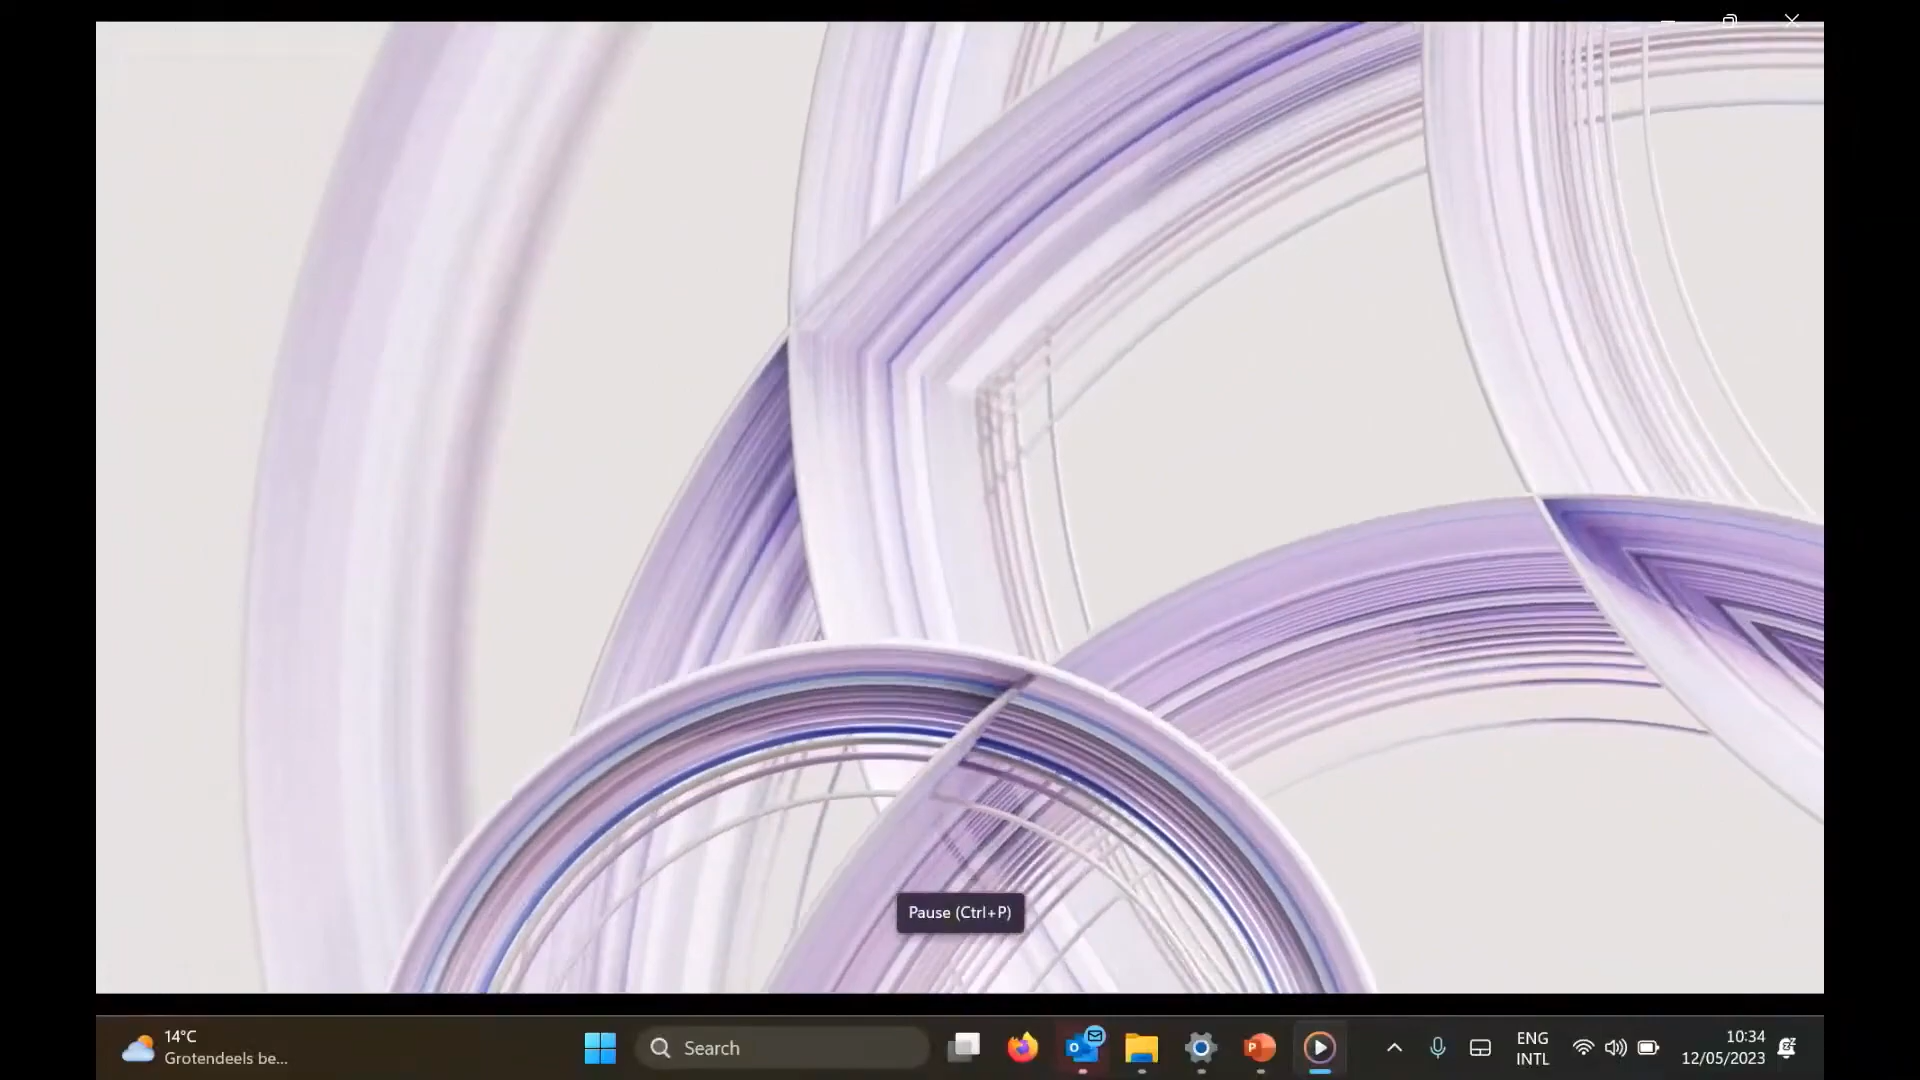 Pause (Ctrl+P)
14°C
Grotendeels be...
Search
ENG
INTL
10:34
12/05/2023